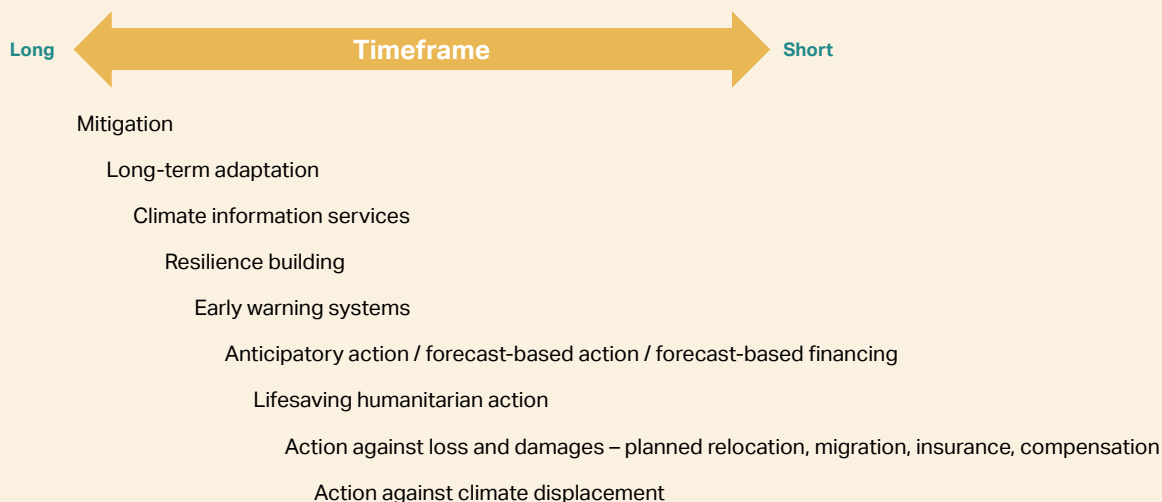 Long
Timeframe
Short
Mitigation
Long-term adaptation
Climate information services
Resilience building
Early warning systems
Anticipatory action / forecast-based action / forecast-based financing
Lifesaving humanitarian action
Action against loss and damages – planned relocation, migration, insurance, compensation
Action against climate displacement